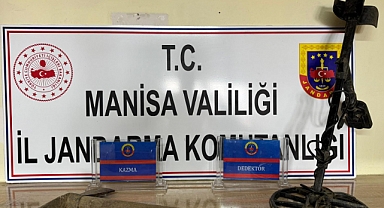 T.C.
MANİSA VALİLİĞİ
İL JANDARMA KOMUTANLIĞI
KAZMA
DEDEKTÖR